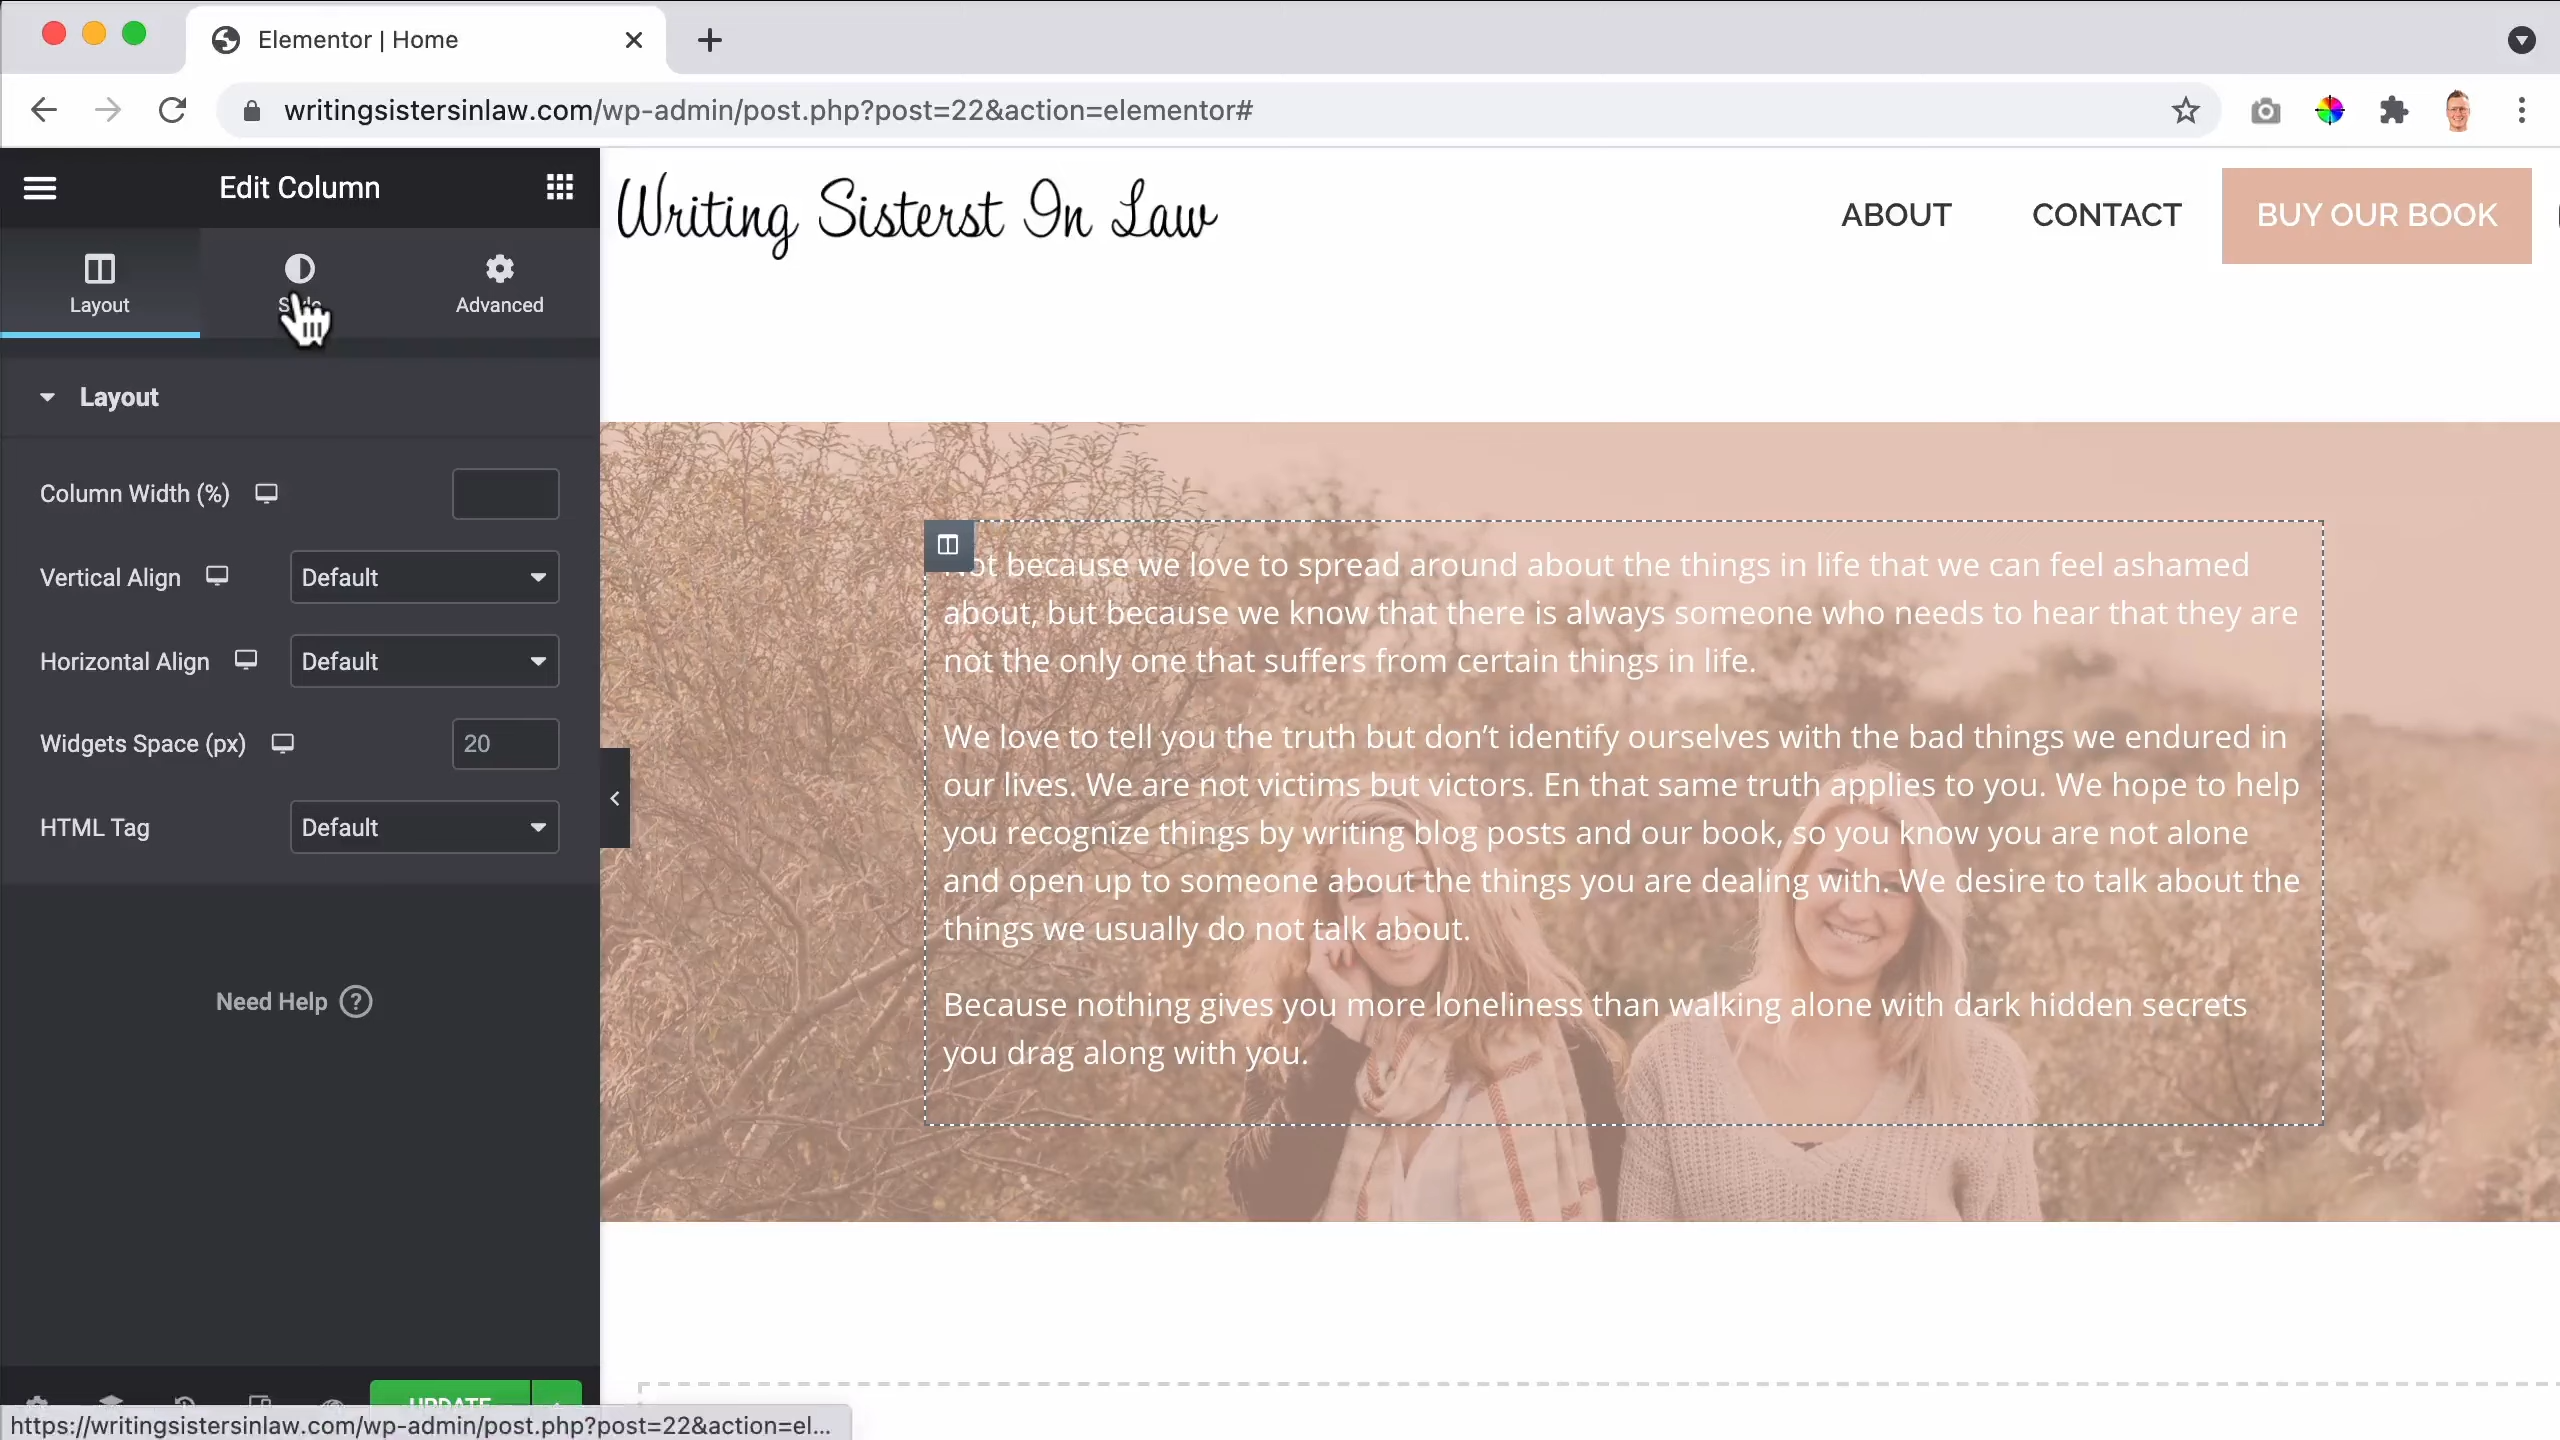 Elementor | Home
writingsistersinlaw.com/wp-admin/post.php?post=22&action=elementor#
Edit Column
Layout
Advanced
Layout
Column Width (%)
Vertical Align
Default
Horizontal Align
Default
Widgets Space (px)
20
HTML Tag
Default
Need Help
UPDATE
https://writingsistersinlaw.com/wp-admin/post.php?post=22&action=el...
Writing Sisterst In Law
ABOUT
CONTACT
BUY OUR BOOK
Not because we love to spread around about the things in life that we can feel ashamed
about, but because we know that there is always someone who needs to hear that they are
not the only one that suffers from certain things in life.
We love to tell you the truth but don’t identify ourselves with the bad things we endured in
our lives. We are not victims but victors. En that same truth applies to you. We hope to help
you recognize things by writing blog posts and our book, so you know you are not alone
and open up to someone about the things you are dealing with. We desire to talk about the
things we usually do not talk about.
Because nothing gives you more loneliness than walking alone with dark hidden secrets
you drag along with you.